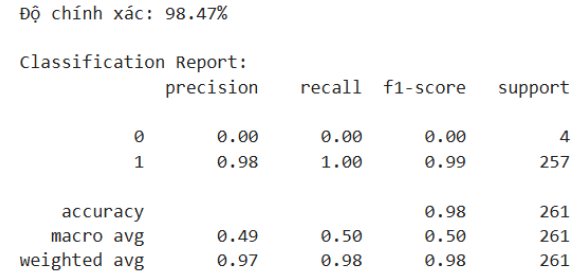 Độ chính xác: 98.47%
Classification Report:
precision recall f1-score support
0 0.00 0.00 0.00 4
1 0.98 1.00 0.99 257
accuracy 0.98 261
macro avg 0.49 0.50 0.50 261
weighted avg 0.97 0.98 0.98 261